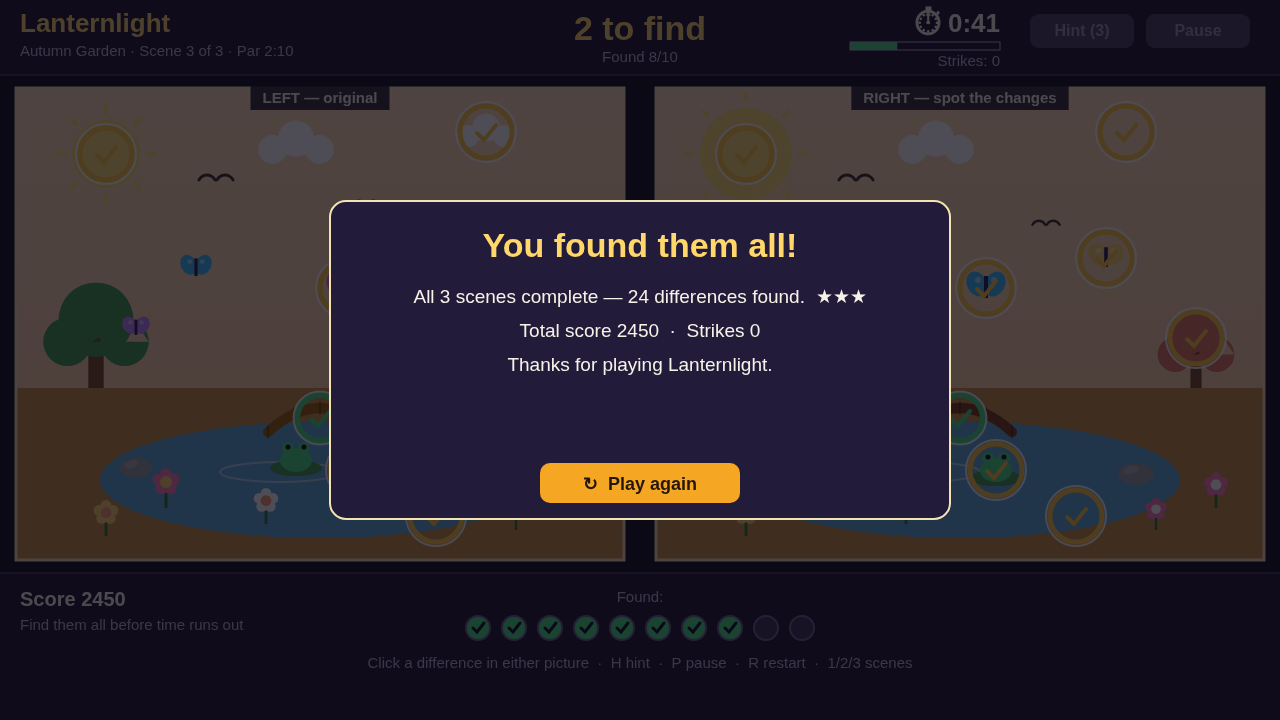 Lanternlight
Autumn Garden · Scene 3 of 3 · Par 2:10
2 to find
Found 8/10
0:41
Strikes: 0
Hint (3)
Pause
LEFT — original
RIGHT — spot the changes
You found them all!
All 3 scenes complete — 24 differences found. ★★★
Total score 2450 · Strikes 0
Thanks for playing Lanternlight.
↻ Play again
Score 2450
Find them all before time runs out
Found:
Click a difference in either picture · H hint · P pause · R restart · 1/2/3 scenes